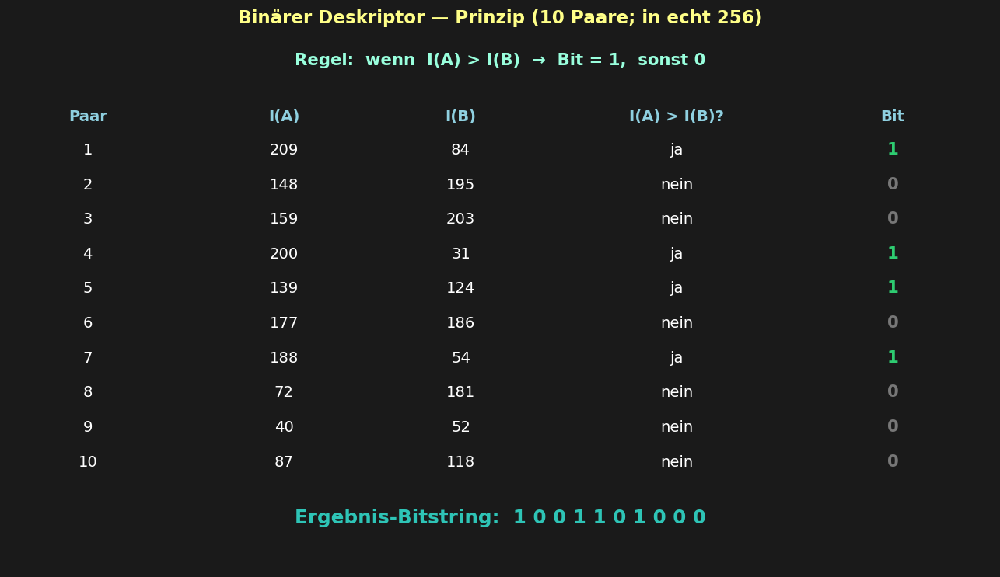 Binärer Deskriptor — Prinzip (10 Paare; in echt 256)
Regel:  wenn  I(A) > I(B)  →  Bit = 1,  sonst 0
Paar I(A) I(B) I(A) > I(B)? Bit
1 209 84 ja 1
2 148 195 nein 0
3 159 203 nein 0
4 200 31 ja 1
5 139 124 ja 1
6 177 186 nein 0
7 188 54 ja 1
8 72 181 nein 0
9 40 52 nein 0
10 87 118 nein 0
Ergebnis-Bitstring:  1 0 0 1 1 0 1 0 0 0